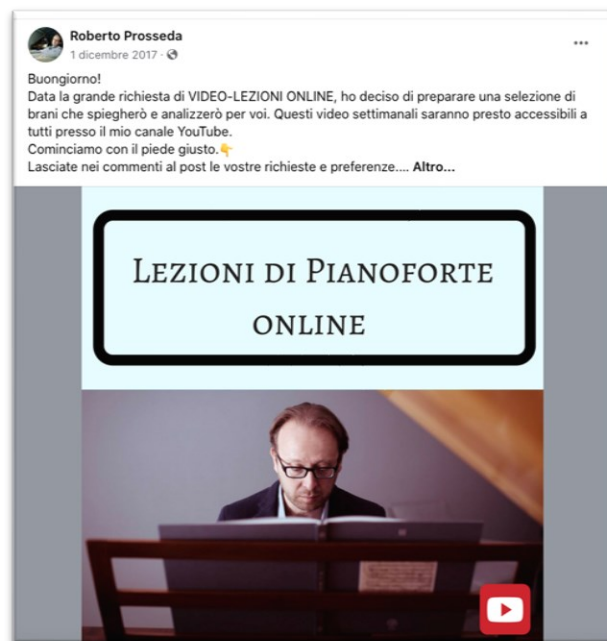 Roberto Prosseda
1 dicembre 2017 ·
Buongiorno!
Data la grande richiesta di VIDEO-LEZIONI ONLINE, ho deciso di preparare una selezione di
brani che spiegherò e analizzerò per voi. Questi video settimanali saranno presto accessibili a
tutti presso il mio canale YouTube.
Cominciamo con il piede giusto.👇
Lasciate nei commenti al post le vostre richieste e preferenze.... Altro...
LEZIONI DI PIANOFORTE
ONLINE